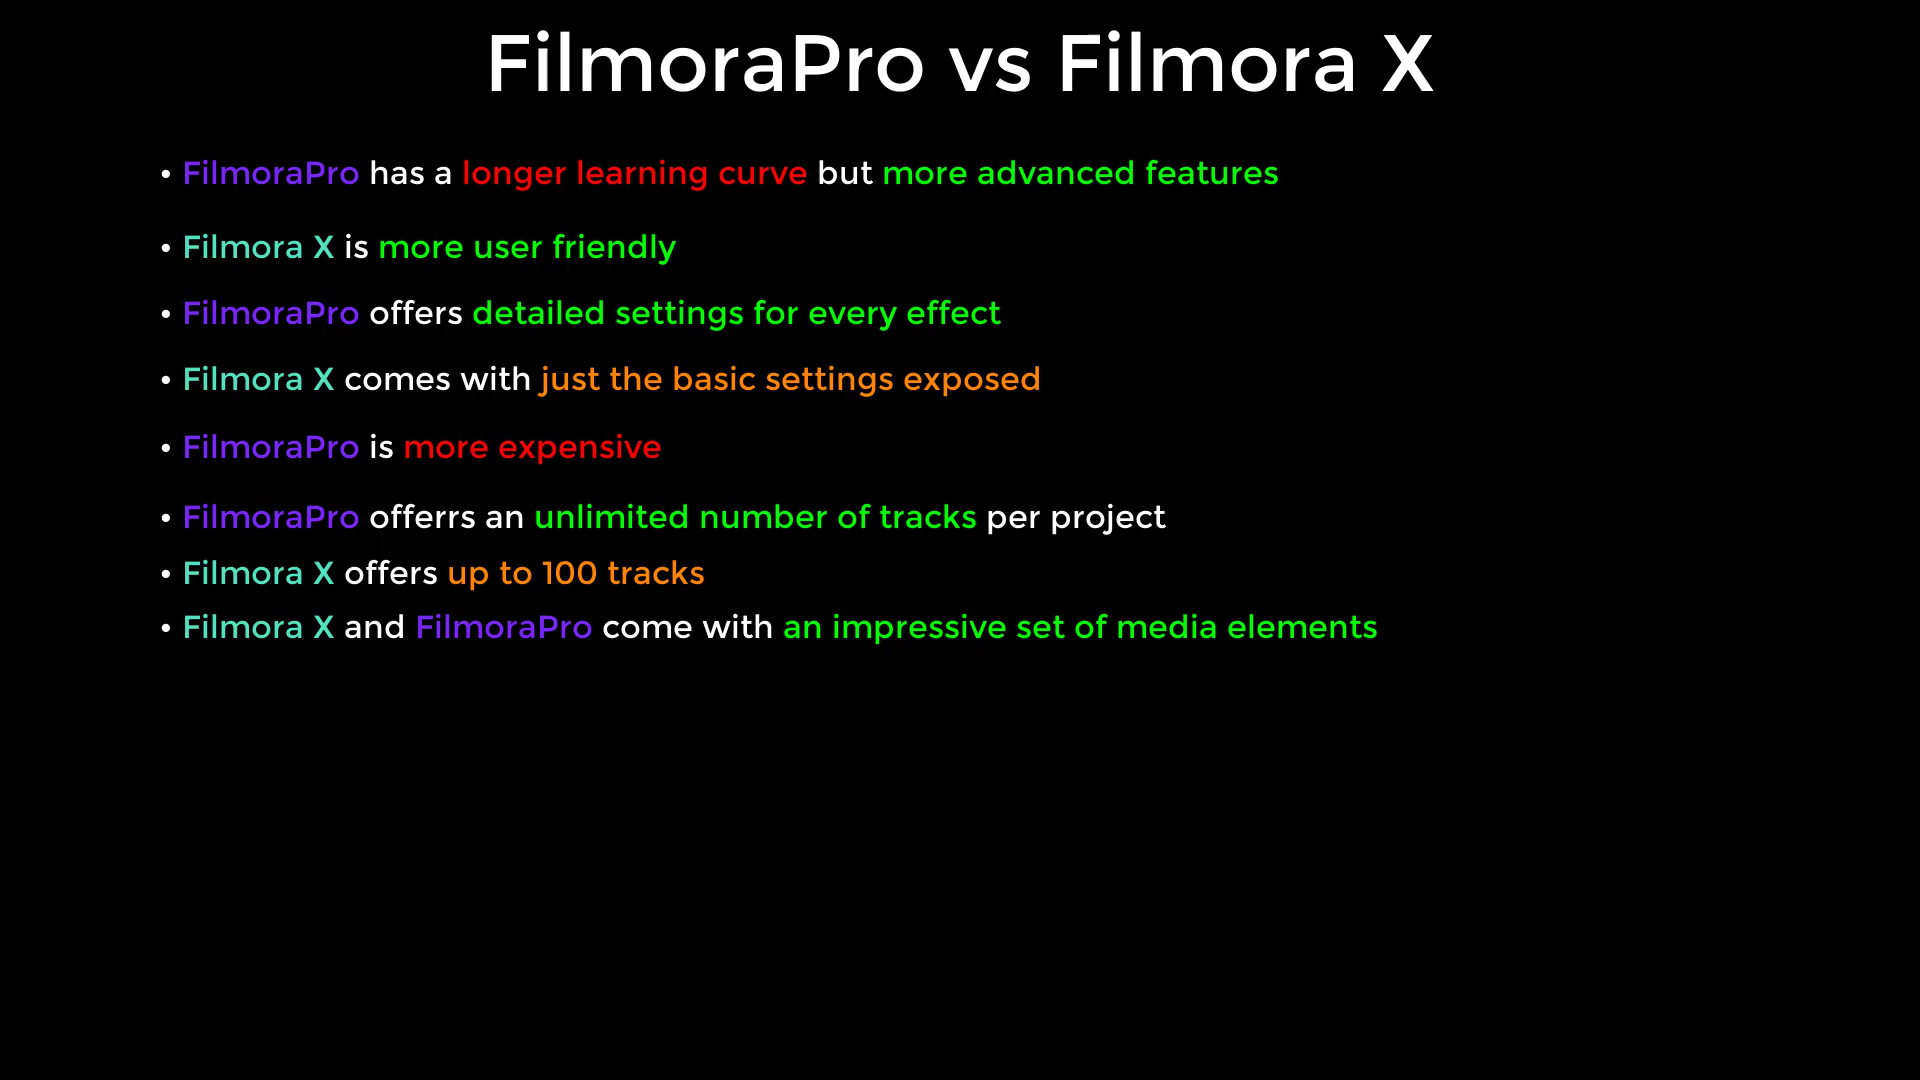 FilmoraPro vs Filmora X
• FilmoraPro has a longer learning curve but more advanced features
• Filmora X is more user friendly
• FilmoraPro offers detailed settings for every effect
• Filmora X comes with just the basic settings exposed
• FilmoraPro is more expensive
• FilmoraPro offerrs an unlimited number of tracks per project
• Filmora X offers up to 100 tracks
• Filmora X and FilmoraPro come with an impressive set of media elements